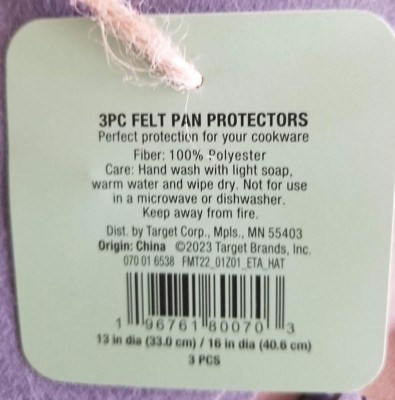 3PC FELT PAN PROTECTORS
Perfect protection for your cookware
Fiber: 100% Polyester
Care: Hand wash with light soap,
warm water and wipe dry. Not for use
in a microwave or dishwasher.
Keep away from fire.
Dist. by Target Corp., Mpls., MN 55403
Origin: China ©2023 Target Brands, Inc.
070 01 6538 FMT22_01Z01_ETA_HAT
1 96761 80070 3
13 in dia (33.0 cm) / 16 in dia (40.6 cm)
3 PCS